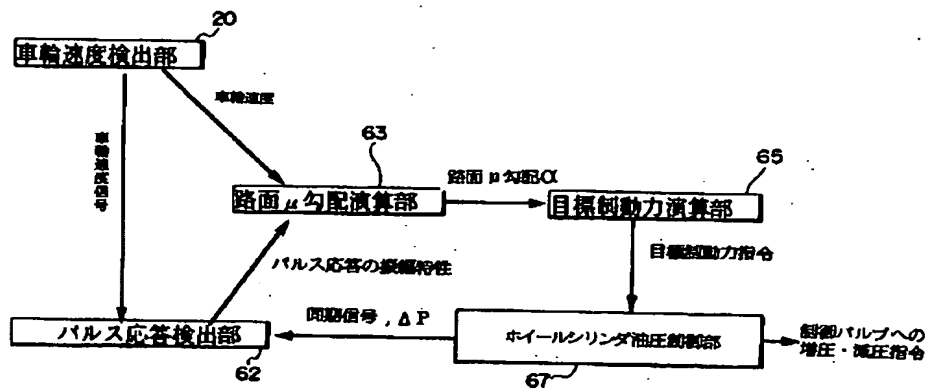 20
車輪速度検出部
車輪速度
車輪速度信号
63
路面μ勾配演算部
路面μ勾配α
65
目標制動力演算部
目標制動力指令
パルス応答の振幅特性
パルス応答検出部
62
同期信号, ΔP
ホイールシリンダ油圧制御部
67
制御バルブへの
増圧・減圧指令